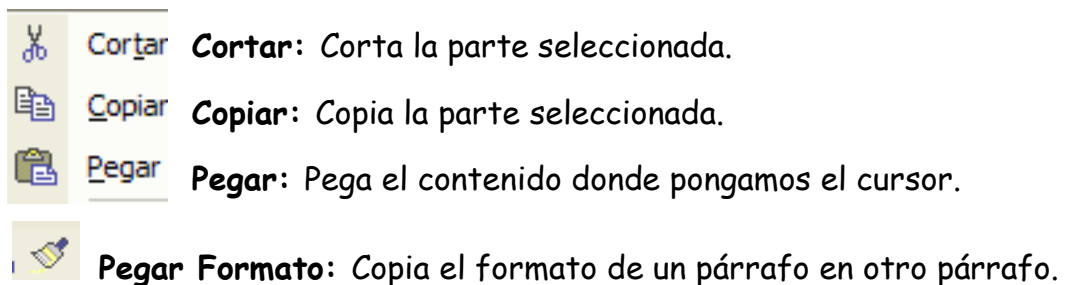 Cortar Cortar: Corta la parte seleccionada.
Copiar Copiar: Copia la parte seleccionada.
Pegar Pegar: Pega el contenido donde pongamos el cursor.
Pegar Formato: Copia el formato de un párrafo en otro párrafo.